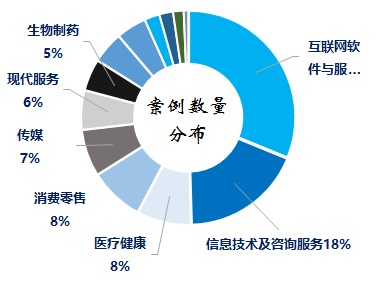 案例数量
分布
互联网软
件与服...
信息技术及咨询服务18%
医疗健康
8%
消费零售
8%
传媒
7%
现代服务
6%
生物制药
5%